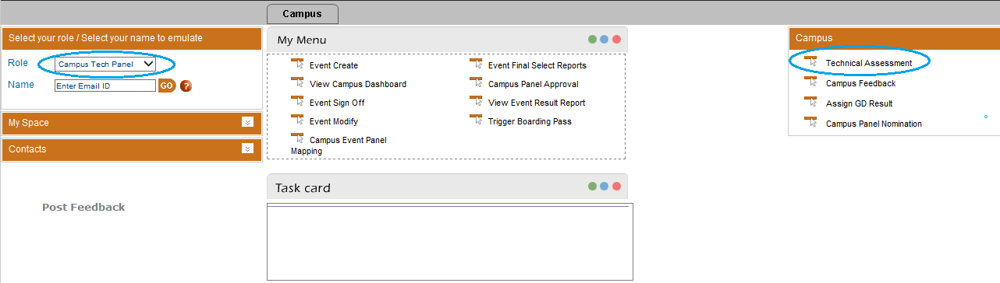 Campus
Select your role / Select your name to emulate
Role
Campus Tech Panel
Name
Enter Email ID
GO
?
My Space
Contacts
Post Feedback
My Menu
Event Create
Event Final Select Reports
View Campus Dashboard
Campus Panel Approval
Event Sign Off
View Event Result Report
Event Modify
Trigger Boarding Pass
Campus Event Panel
Mapping
Task card
Campus
Technical Assessment
Campus Feedback
Assign GD Result
Campus Panel Nomination